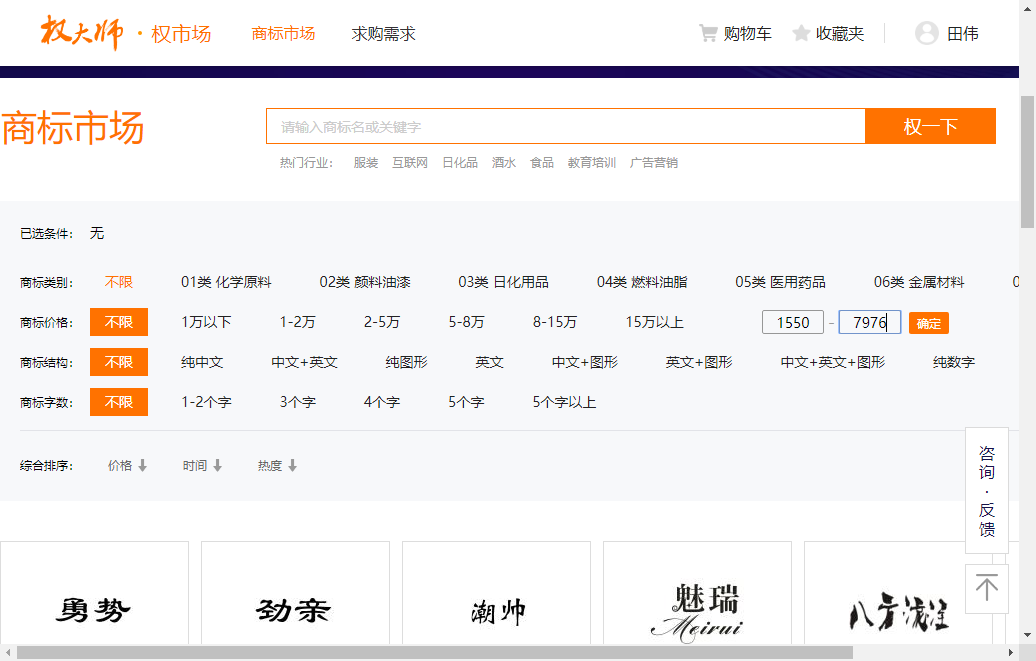 权大师 · 权市场 商标市场 求购需求 购物车 收藏夹 田伟
商标市场 请输入商标名或关键字 权一下
热门行业： 服装 互联网 日化品 酒水 食品 教育培训 广告营销
已选条件： 无
商标类别： 不限 01类 化学原料 02类 颜料油漆 03类 日化用品 04类 燃料油脂 05类 医用药品 06类 金属材料 0
商标价格： 不限 1万以下 1-2万 2-5万 5-8万 8-15万 15万以上 1550 - 7976 确定
商标结构： 不限 纯中文 中文+英文 纯图形 英文 中文+图形 英文+图形 中文+英文+图形 纯数字
商标字数： 不限 1-2个字 3个字 4个字 5个字 5个字以上
综合排序： 价格 时间 热度
咨询·反馈
勇势 劲亲 潮帅 魅瑞 八方
Meirui